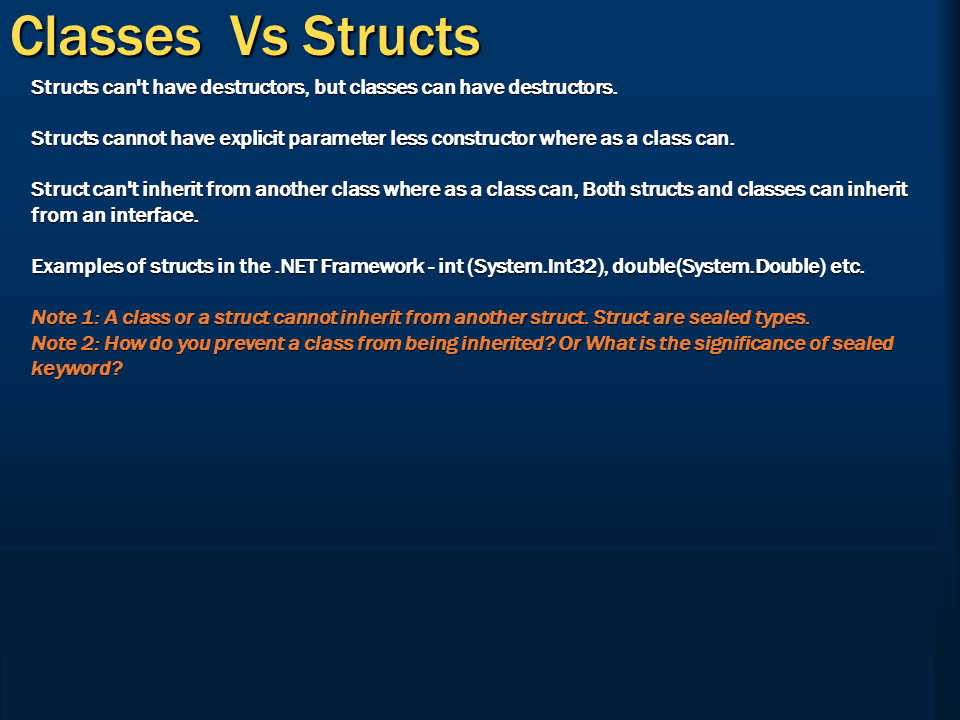 Classes  Vs Structs
Structs can't have destructors, but classes can have destructors.
Structs cannot have explicit parameter less constructor where as a class can.
Struct can't inherit from another class where as a class can, Both structs and classes can inherit
from an interface.
Examples of structs in the .NET Framework - int (System.Int32), double(System.Double) etc.
Note 1: A class or a struct cannot inherit from another struct. Struct are sealed types.
Note 2: How do you prevent a class from being inherited? Or What is the significance of sealed
keyword?